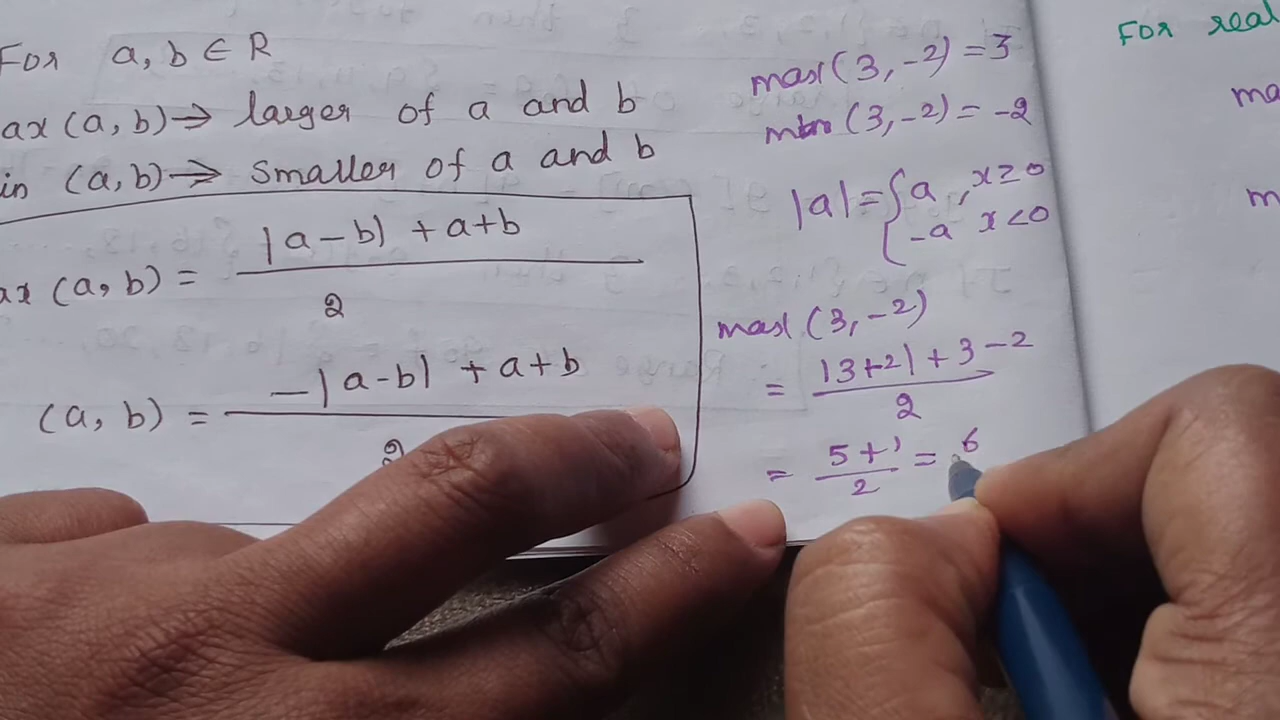 For a, b ∈ R
ax (a, b) → larger of a and b
in (a, b) → smaller of a and b
ax (a, b) = |a - b| + a + b / 2
(a, b) = -|a - b| + a + b / 2
max (3, -2) = 3
min (3, -2) = -2
|a| = { a , x ≥ 0
-a x < 0
max (3, -2)
= |3+2| + 3 - 2 / 2
= 5 + 1 / 2 = 6
For real
ma
m